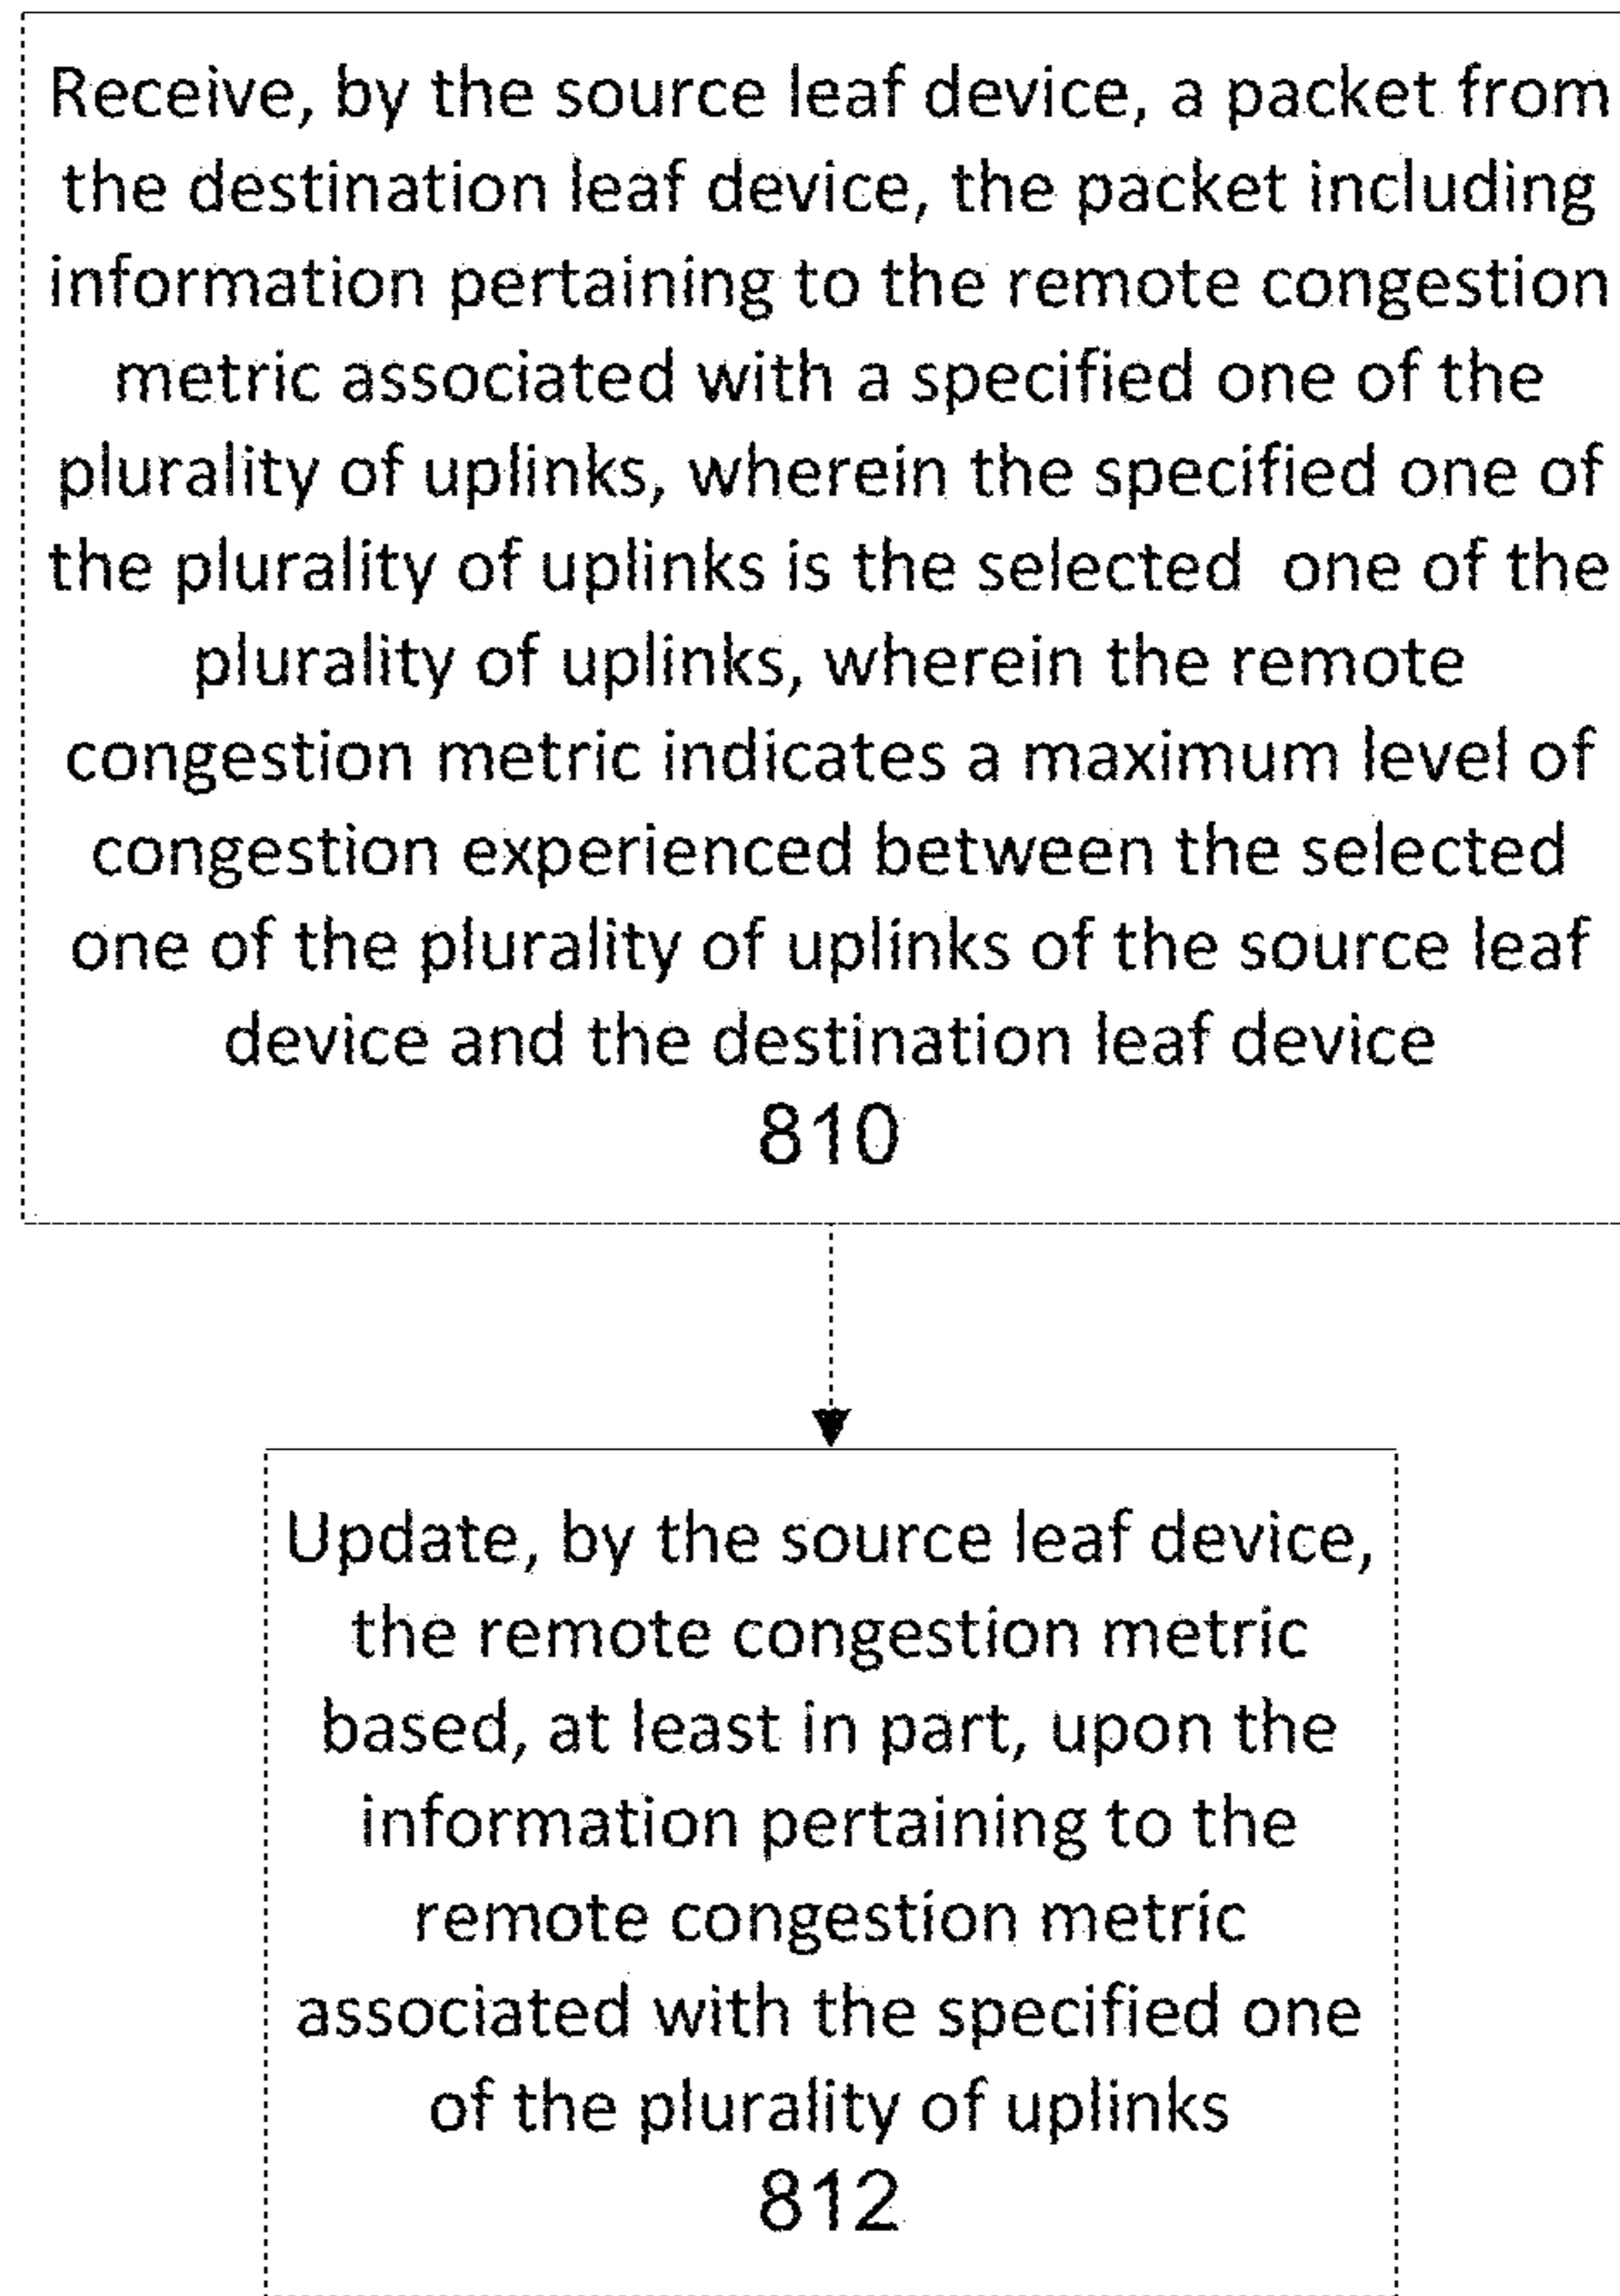 Receive, by the source leaf device, a packet from
the destination leaf device, the packet including
information pertaining to the remote congestion
metric associated with a specified one of the
plurality of uplinks, wherein the specified one of
the plurality of uplinks is the selected  one of the
plurality of uplinks, wherein the remote
congestion metric indicates a maximum level of
congestion experienced between the selected
one of the plurality of uplinks of the source leaf
device and the destination leaf device
810
Update, by the source leaf device,
the remote congestion metric
based, at least in part, upon the
information pertaining to the
remote congestion metric
associated with the specified one
of the plurality of uplinks
812